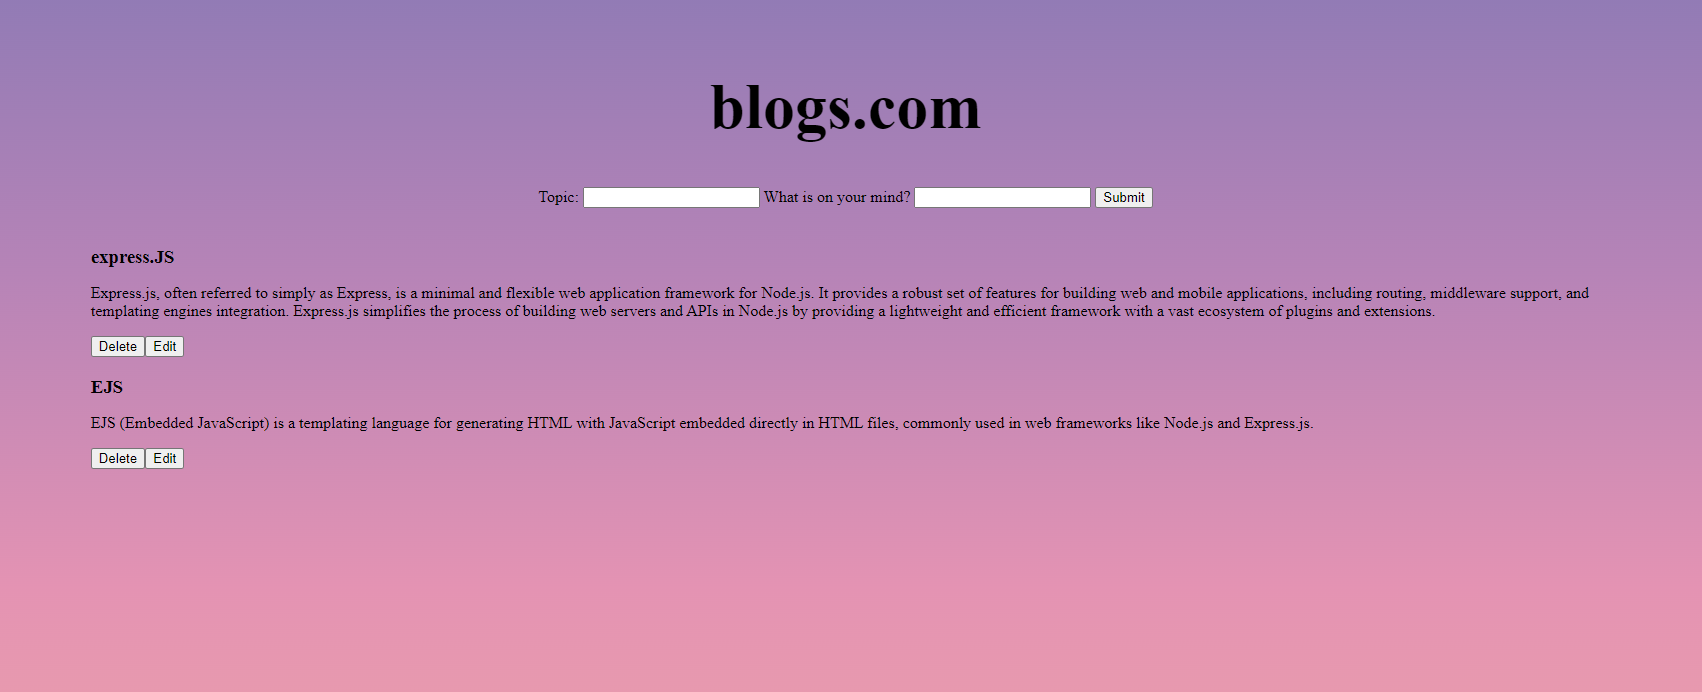 blogs.com
Topic: What is on your mind? Submit
express.JS
Express.js, often referred to simply as Express, is a minimal and flexible web application framework for Node.js. It provides a robust set of features for building web and mobile applications, including routing, middleware support, and
templating engines integration. Express.js simplifies the process of building web servers and APIs in Node.js by providing a lightweight and efficient framework with a vast ecosystem of plugins and extensions.
Delete Edit
EJS
EJS (Embedded JavaScript) is a templating language for generating HTML with JavaScript embedded directly in HTML files, commonly used in web frameworks like Node.js and Express.js.
Delete Edit